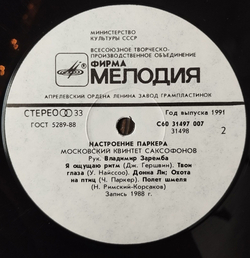 МИНИСТЕРСТВО
КУЛЬТУРЫ СССР
ВСЕСОЮЗНОЕ ТВОРЧЕСКО-
ПРОИЗВОДСТВЕННОЕ ОБЪЕДИНЕНИЕ
ФИРМА
МЕЛОДИЯ
АПРЕЛЕВСКИЙ ОРДЕНА ЛЕНИНА ЗАВОД ГРАМПЛАСТИНОК
СТЕРЕО 33
Год выпуска 1991
ГОСТ 5289-88
С60 31497 007
31498
2
НАСТРОЕНИЕ ПАРКЕРА
МОСКОВСКИЙ КВИНТЕТ САКСОФОНОВ
Рук. Владимир Заремба
Я ощущаю ритм (Дж. Гершвин). Твои
глаза (У. Найссоо). Донна Ли; Охота
на птиц (Ч. Паркер). Полет шмеля
(Н. Римский-Корсаков)
Запись 1988 г.